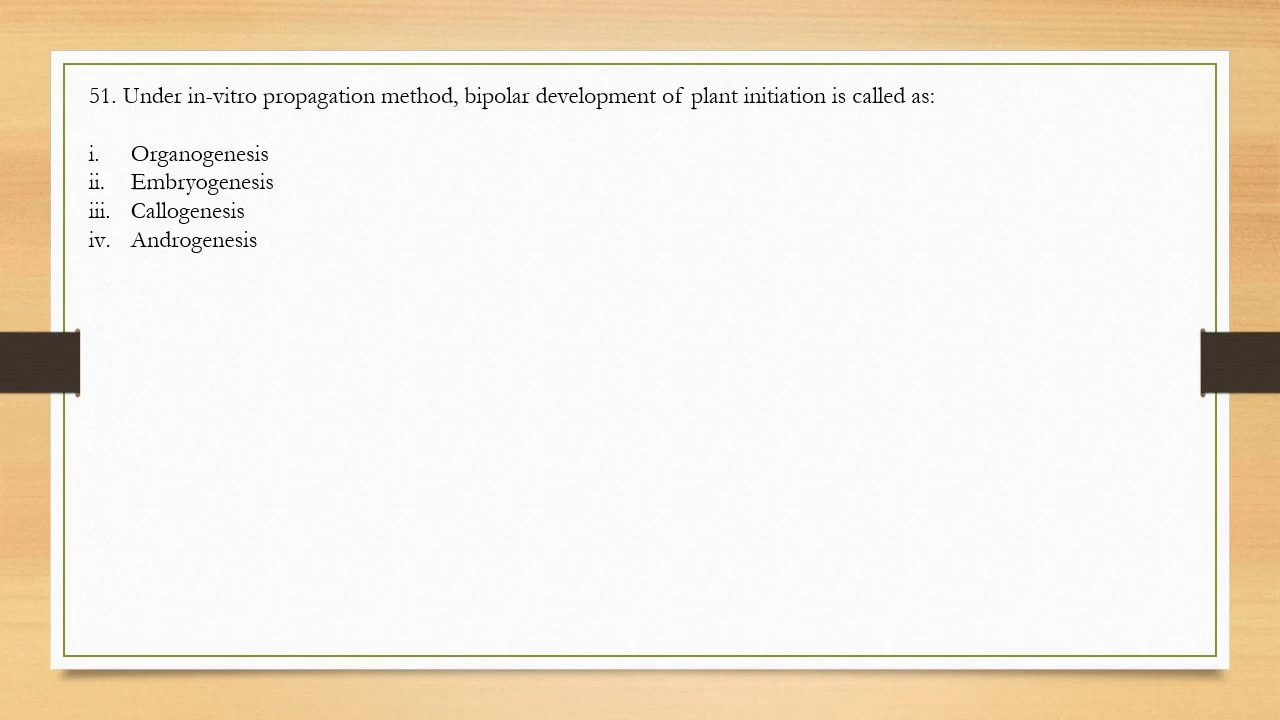 51. Under in-vitro propagation method, bipolar development of plant initiation is called as:
i. Organogenesis
ii. Embryogenesis
iii. Callogenesis
iv. Androgenesis